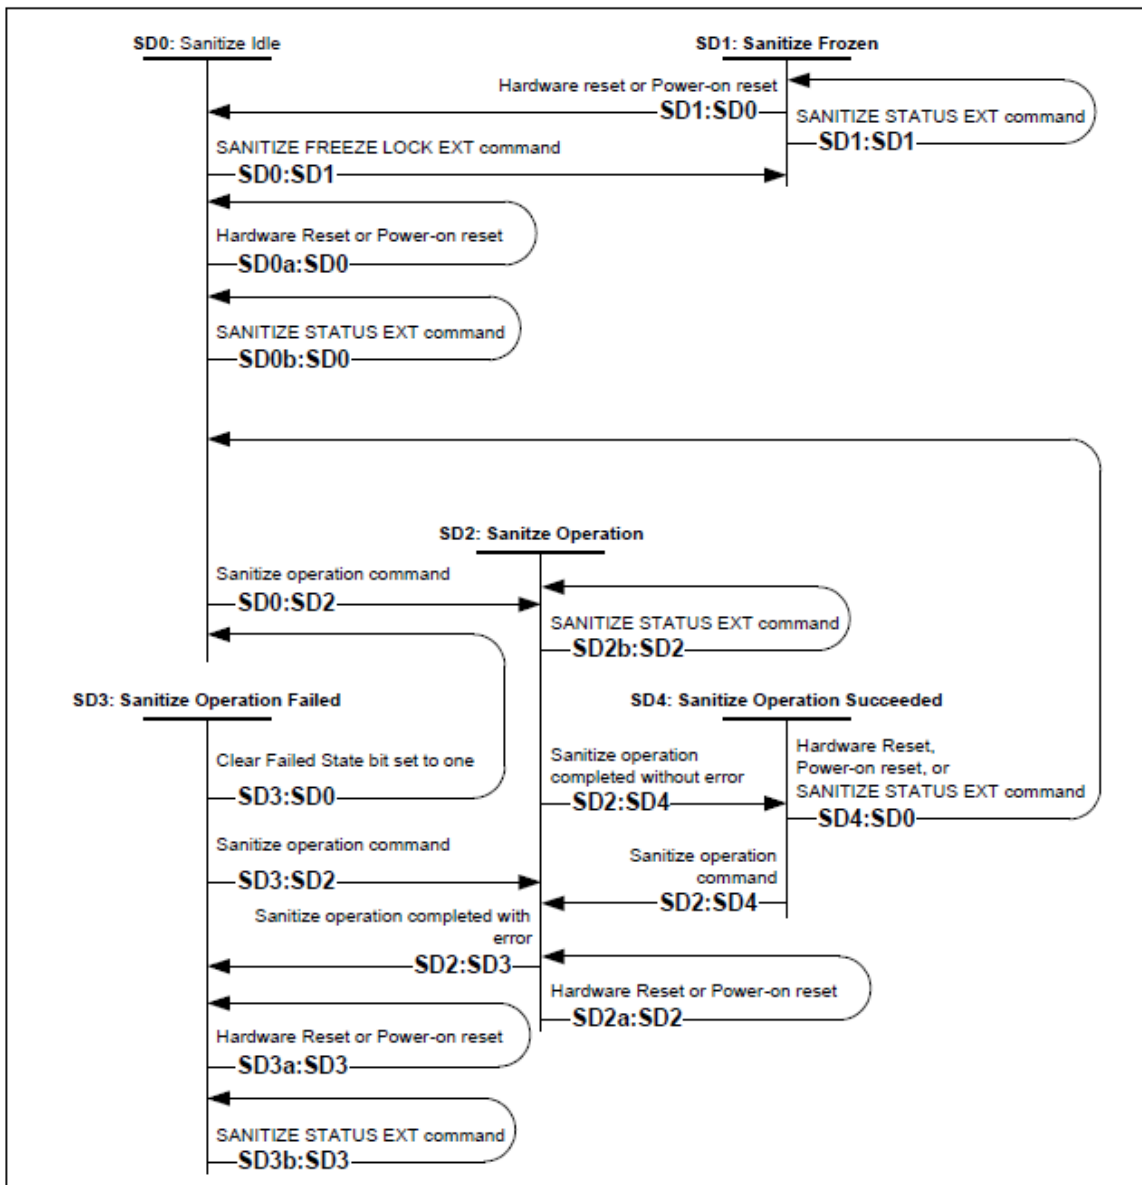 SD0: Sanitize Idle
SD1: Sanitize Frozen
Hardware reset or Power-on reset
SD1:SD0
SANITIZE STATUS EXT command
SD1:SD1
SANITIZE FREEZE LOCK EXT command
SD0:SD1
Hardware Reset or Power-on reset
SD0a:SD0
SANITIZE STATUS EXT command
SD0b:SD0
SD2: Sanitze Operation
Sanitize operation command
SD0:SD2
SANITIZE STATUS EXT command
SD2b:SD2
SD3: Sanitize Operation Failed
SD4: Sanitize Operation Succeeded
Clear Failed State bit set to one
SD3:SD0
Sanitize operation
completed without error
SD2:SD4
Hardware Reset,
Power-on reset, or
SANITIZE STATUS EXT command
SD4:SD0
Sanitize operation command
SD3:SD2
Sanitize operation
command
SD2:SD4
Sanitize operation completed with
error
SD2:SD3
Hardware Reset or Power-on reset
SD2a:SD2
Hardware Reset or Power-on reset
SD3a:SD3
SANITIZE STATUS EXT command
SD3b:SD3